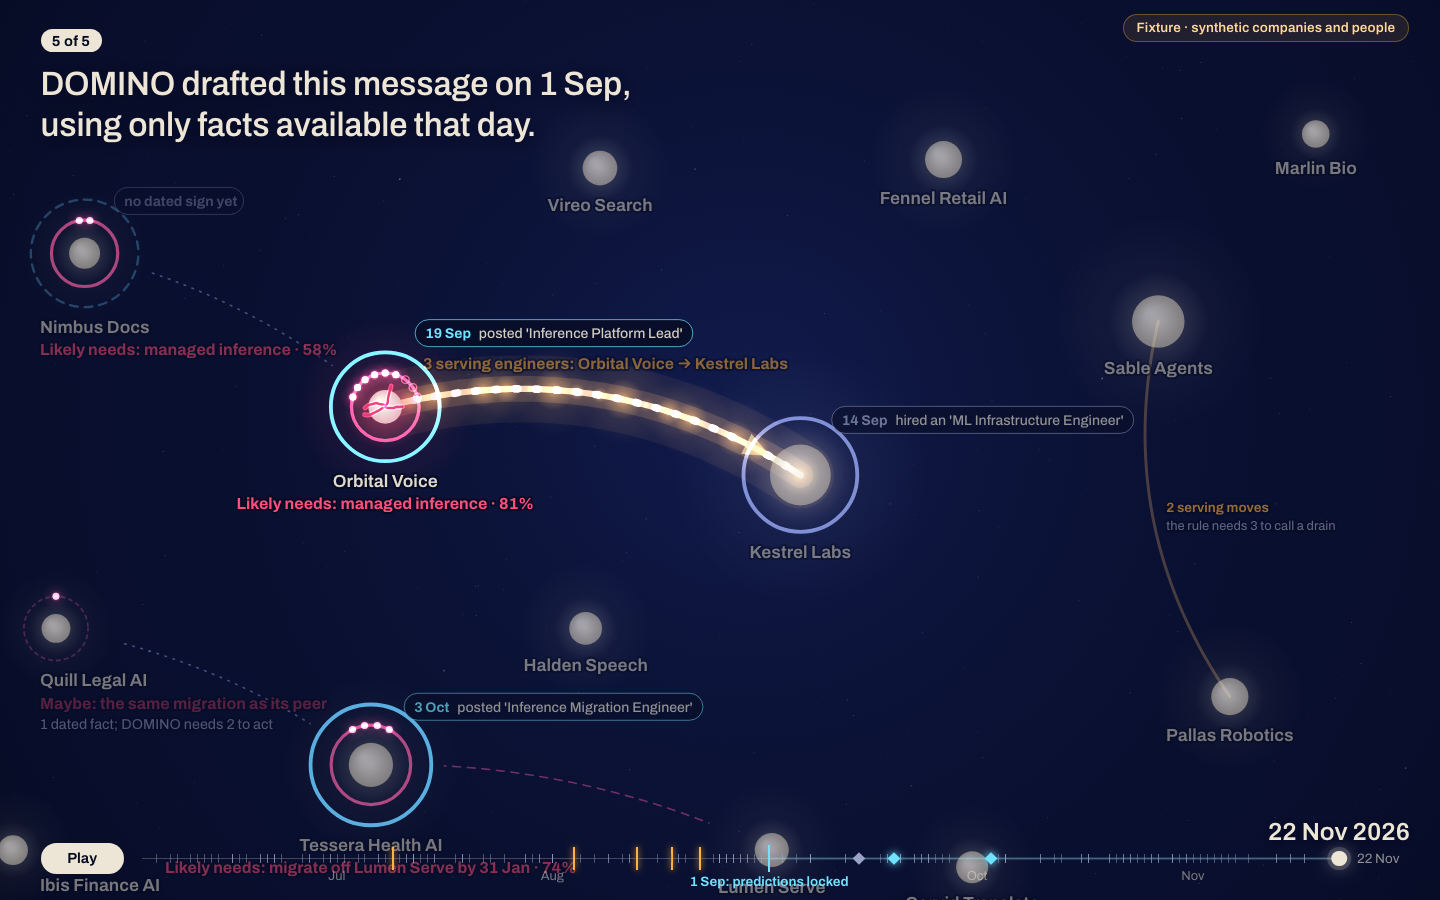 5 of 5
Fixture · synthetic companies and people
DOMINO drafted this message on 1 Sep,
using only facts available that day.
Marlin Bio
Fennel Retail AI
Vireo Search
no dated sign yet
Nimbus Docs
Likely needs: managed inference · 58%
19 Sep posted 'Inference Platform Lead'
3 serving engineers: Orbital Voice → Kestrel Labs
Sable Agents
14 Sep hired an 'ML Infrastructure Engineer'
Orbital Voice
Likely needs: managed inference · 81%
2 serving moves
the rule needs 3 to call a drain
Kestrel Labs
Halden Speech
Quill Legal AI
Maybe: the same migration as its peer
1 dated fact; DOMINO needs 2 to act
3 Oct posted 'Inference Migration Engineer'
Pallas Robotics
22 Nov 2026
Tessera Health AI
Play
22 Nov
Likely needs: migrate off Lumen Serve by 31 Jan · 74%
Jul
Aug
Oct
Nov
1 Sep: predictions locked
Ibis Finance AI
Lumen Serve